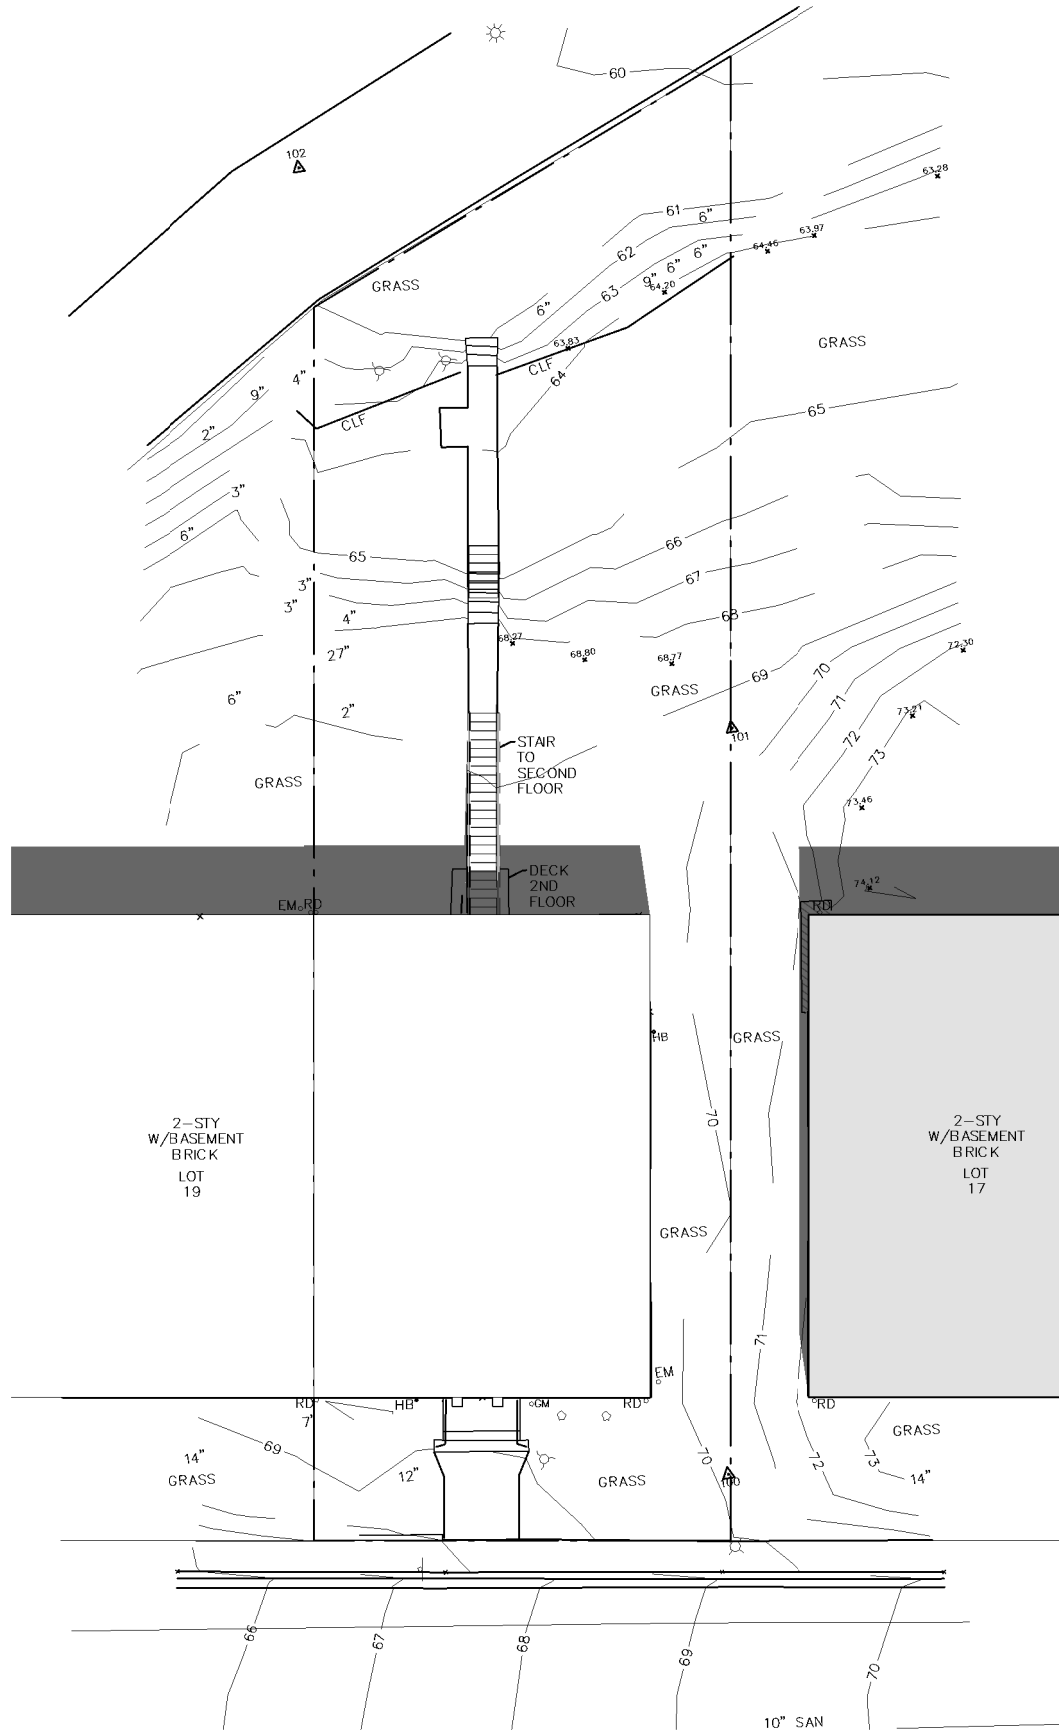 60
102
63.28
61
6"
63.97
62
64.46
6"
6"
9"
GRASS
64.20
63
6"
63.83
GRASS
CLF
64
4"
9"
65
CLF
2"
3"
6"
66
65
67
3"
3"
68
4"
68.27
72.30
27"
68.80
68.77
70
69
GRASS
6"
71
2"
73.21
72
101
STAIR
TO
SECOND
FLOOR
73
GRASS
73.46
DECK
2ND
FLOOR
74.12
EM
RD
RD
HB
GRASS
70
2-STY
W/BASEMENT
BRICK
LOT
19
2-STY
W/BASEMENT
BRICK
LOT
17
GRASS
71
EM
RD
HB
GM
RD
RD
7'
GRASS
69
14"
70
72
73
GRASS
12"
GRASS
100
14"
66
67
68
69
70
10" SAN